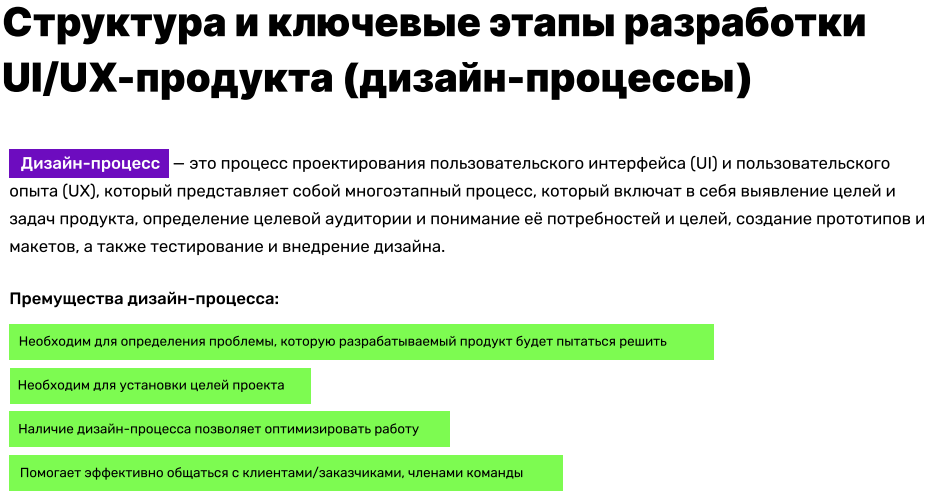 Структура и ключевые этапы разработки
UI/UX-продукта (дизайн-процессы)
Дизайн-процесс — это процесс проектирования пользовательского интерфейса (UI) и пользовательского
опыта (UX), который представляет собой многоэтапный процесс, который включат в себя выявление целей и
задач продукта, определение целевой аудитории и понимание её потребностей и целей, создание прототипов и
макетов, а также тестирование и внедрение дизайна.
Премущества дизайн-процесса:
Необходим для определения проблемы, которую разрабатываемый продукт будет пытаться решить
Необходим для установки целей проекта
Наличие дизайн-процесса позволяет оптимизировать работу
Помогает эффективно общаться с клиентами/заказчиками, членами команды